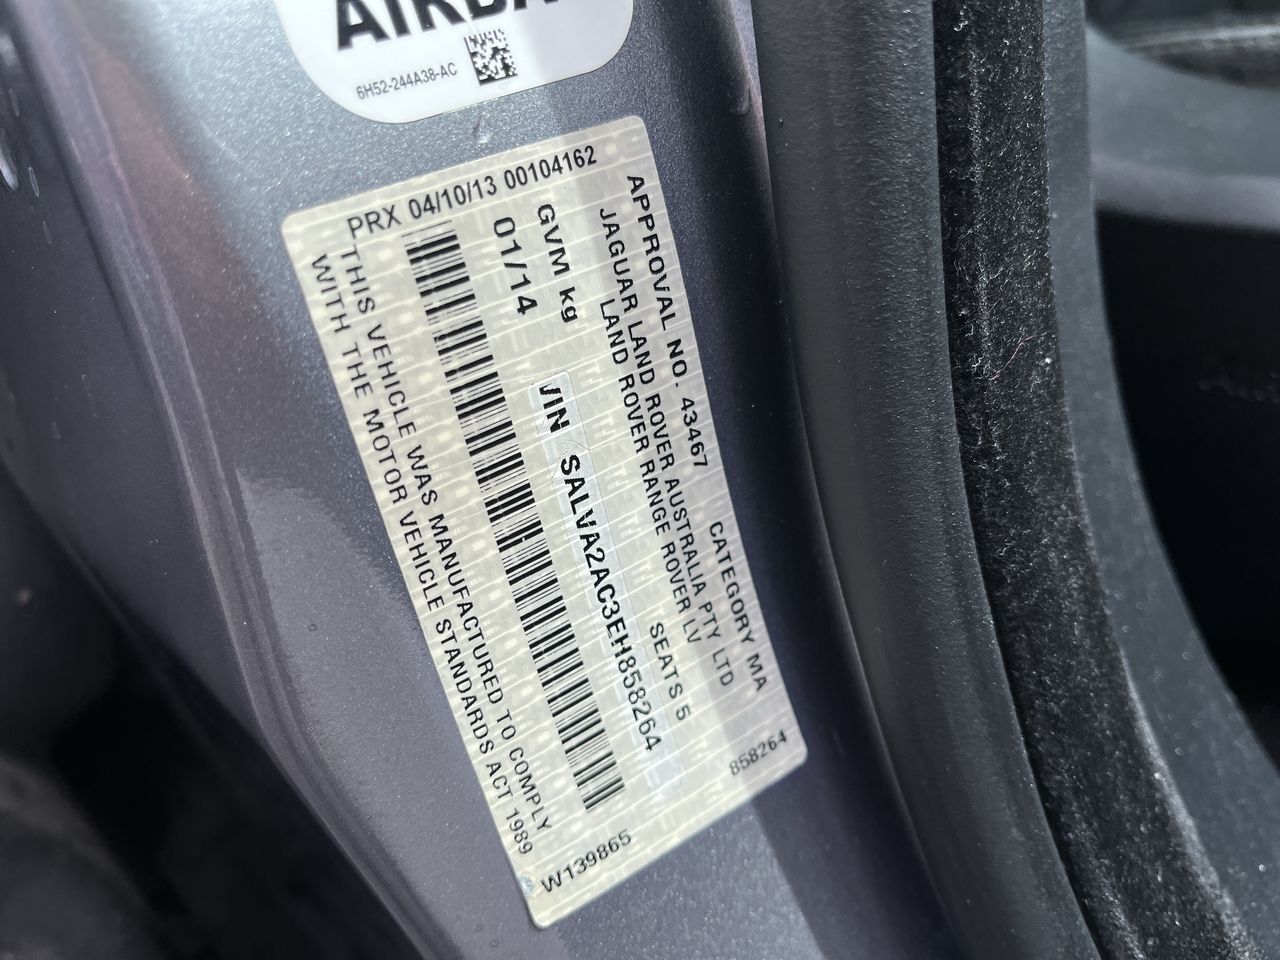 6H52-244A38-AC
PRX 04/10/13 00104162
APPROVAL NO. 43467 CATEGORY MA
JAGUAR LAND ROVER AUSTRALIA PTY LTD
LAND ROVER RANGE ROVER LV
GVM kg SEATS 5
01/14 VIN SALVA2AC3EH858264
THIS VEHICLE WAS MANUFACTURED TO COMPLY
WITH THE MOTOR VEHICLE STANDARDS ACT 1989
W139865 858264